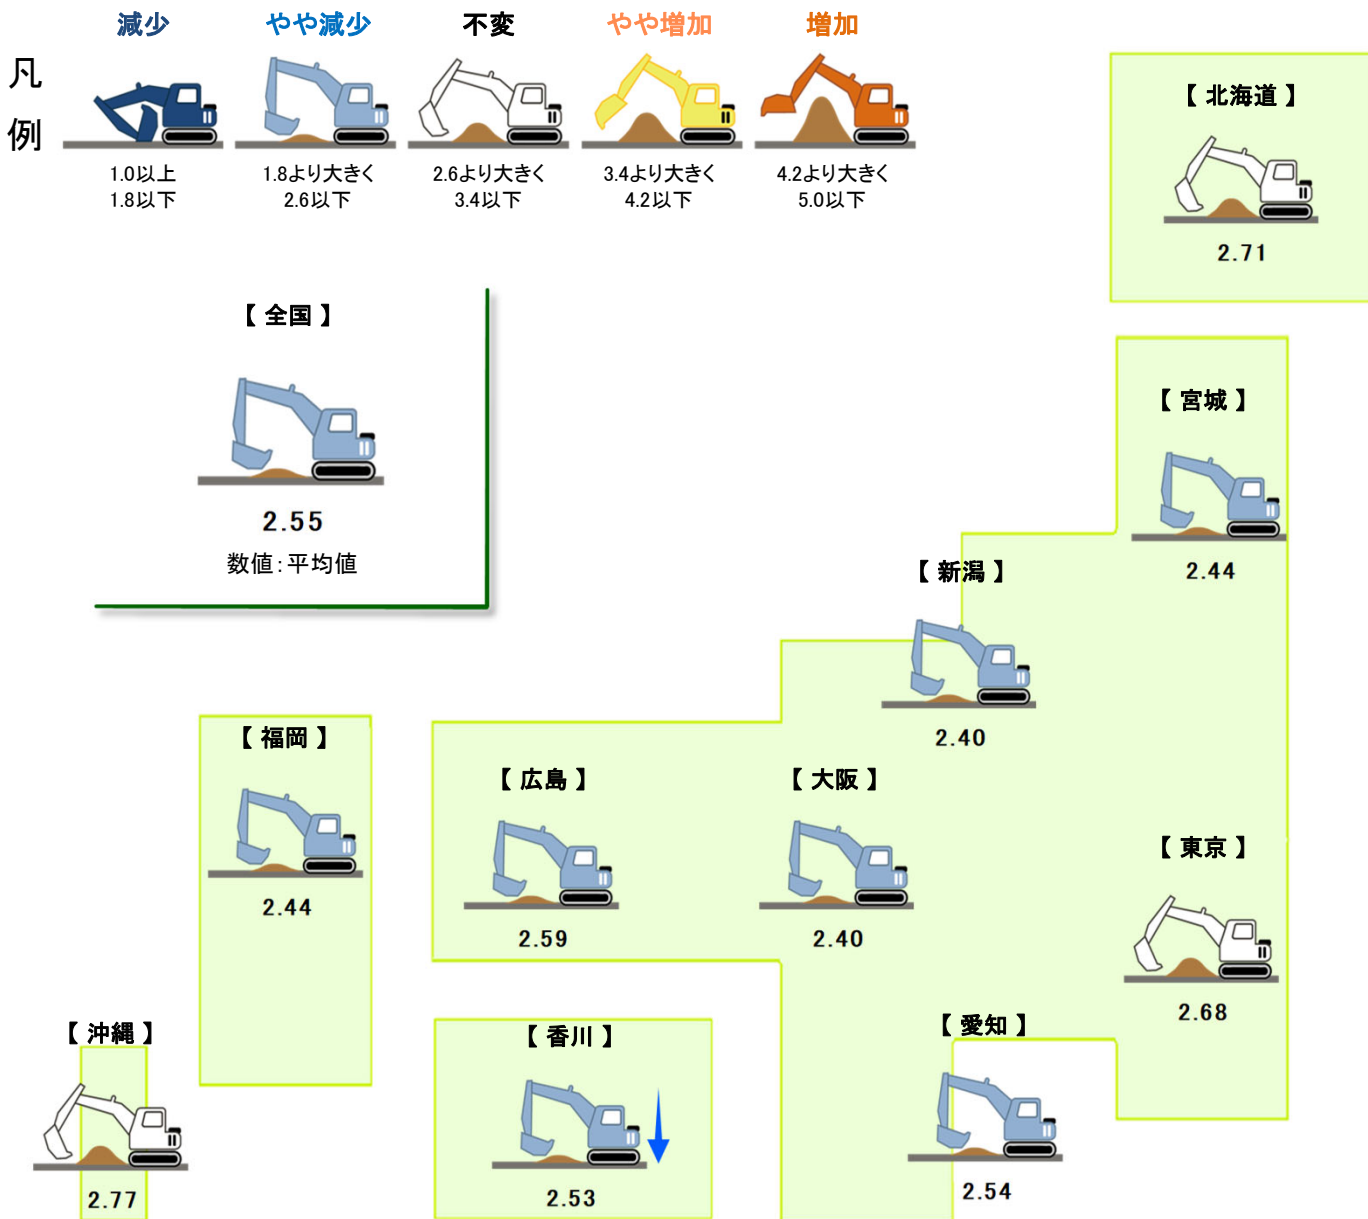 減少 やや減少 不変 やや増加 増加
凡
例
1.0以上 1.8より大きく 2.6より大きく 3.4より大きく 4.2より大きく
1.8以下 2.6以下 3.4以下 4.2以下 5.0以下
【 北海道 】
2.71
【 全国 】
2.55
数値：平均値
【 宮城 】
2.44
【 新潟 】
2.40
【 福岡 】
2.44
【 広島 】
2.59
【 大阪 】
2.40
【 東京 】
2.68
【 沖縄 】
2.77
【 香川 】
2.53
【 愛知 】
2.54